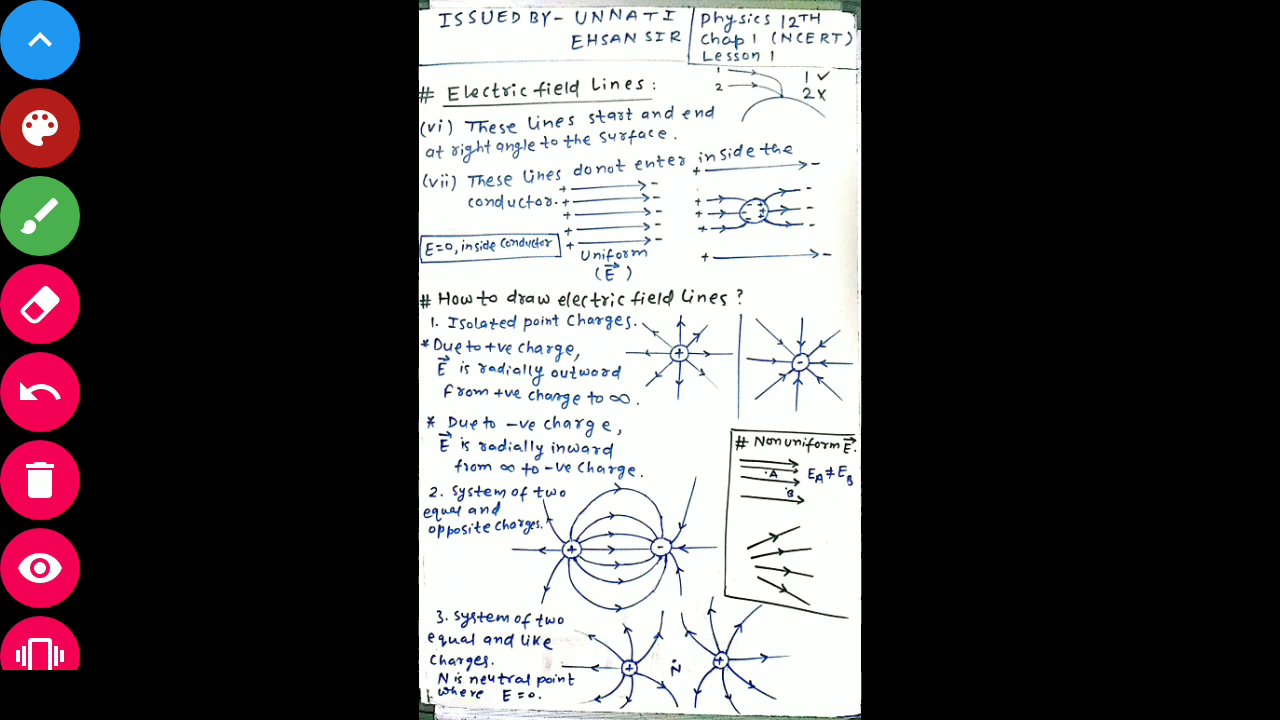 ISSUED BY- UNNATI
EHSAN SIR
Physics 12TH
Chap 1 (NCERT)
Lesson 1
# Electric field Lines:
1
2
1 ✓
2 x
(vi) These Lines start and end
at right angle to the surface.
(vii) These Lines do not enter inside the
conductor.
+ -
+ -
+ -
+ -
+ -
Uniform
(E⃗)
+ -
+ - + -
+ - + -
+ - + -
+ -
E=0, inside conductor
# How to draw electric field Lines?
1. Isolated point Charges.
* Due to +ve charge,
E⃗ is radially outward
from +ve charge to ∞.
+
-
* Due to -ve charge,
E⃗ is radially inward
from ∞ to -ve Charge.
# Nonuniform E⃗.
.A
.B
EA≠EB
2. System of two
equal and
opposite charges.
+ -
3. System of two
equal and like
Charges.
N is neutral point
where E=0.
+ N +